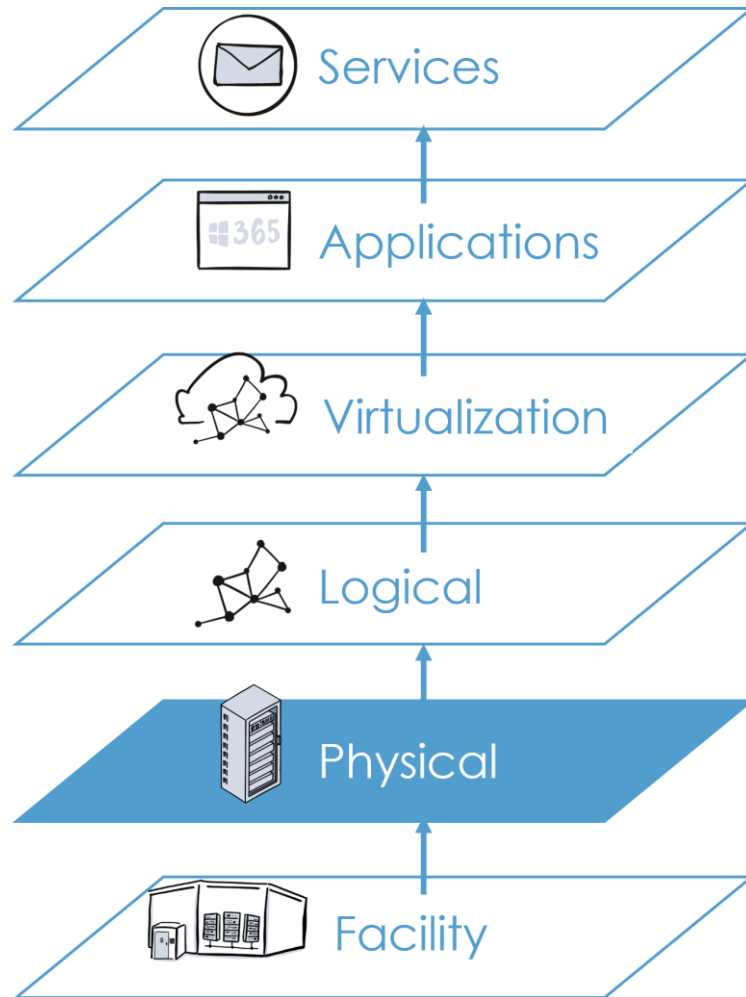 Services
365
Applications
Virtualization
Logical
Physical
Facility